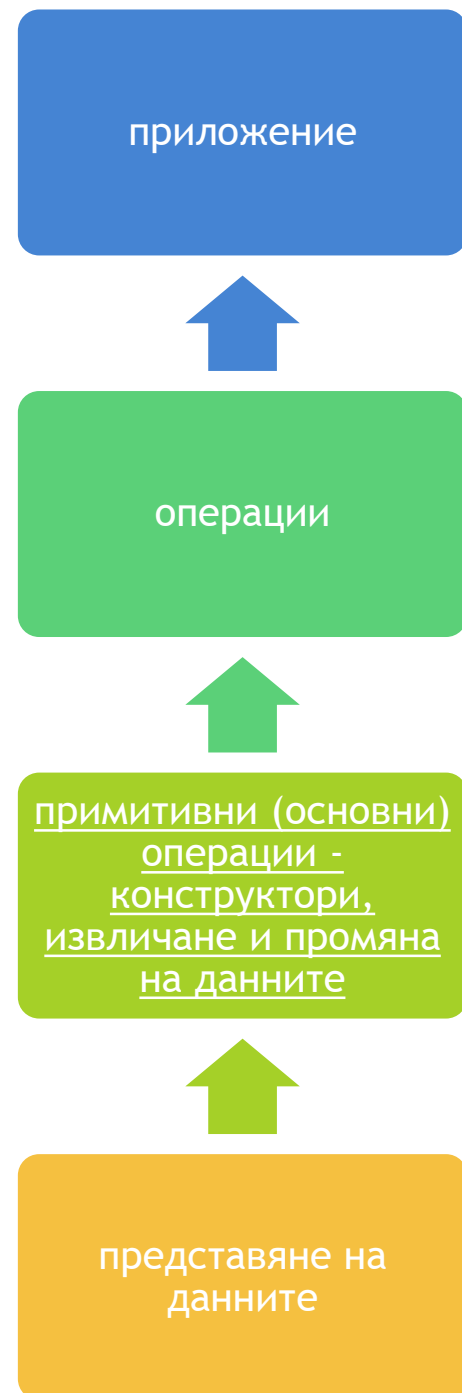 приложение
операции
примитивни (основни)
операции -
конструктори,
извличане и промяна
на данните
представяне на
данните